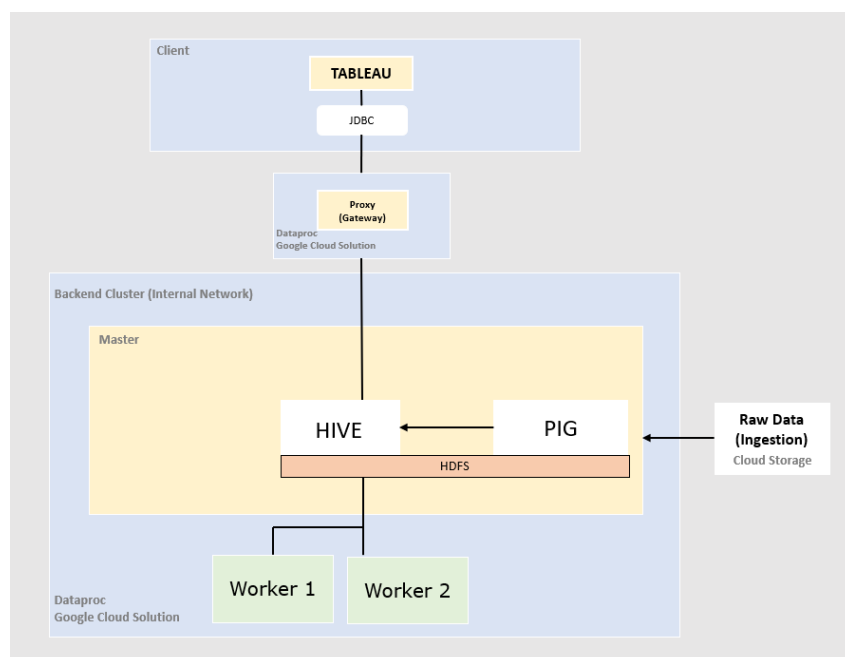 Client
TABLEAU
JDBC
Proxy
(Gateway)
Dataproc
Google Cloud Solution
Backend Cluster (Internal Network)
Master
HIVE
PIG
HDFS
Raw Data
(Ingestion)
Cloud Storage
Worker 1
Worker 2
Dataproc
Google Cloud Solution